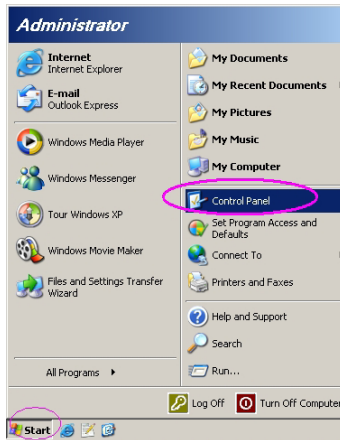 Administrator
Internet
Internet Explorer
E-mail
Outlook Express
Windows Media Player
Windows Messenger
Tour Windows XP
Windows Movie Maker
Files and Settings Transfer
Wizard
All Programs
My Documents
My Recent Documents
My Pictures
My Music
My Computer
Control Panel
Set Program Access and
Defaults
Connect To
Printers and Faxes
Help and Support
Search
Run...
Log Off
Turn Off Computer
Start